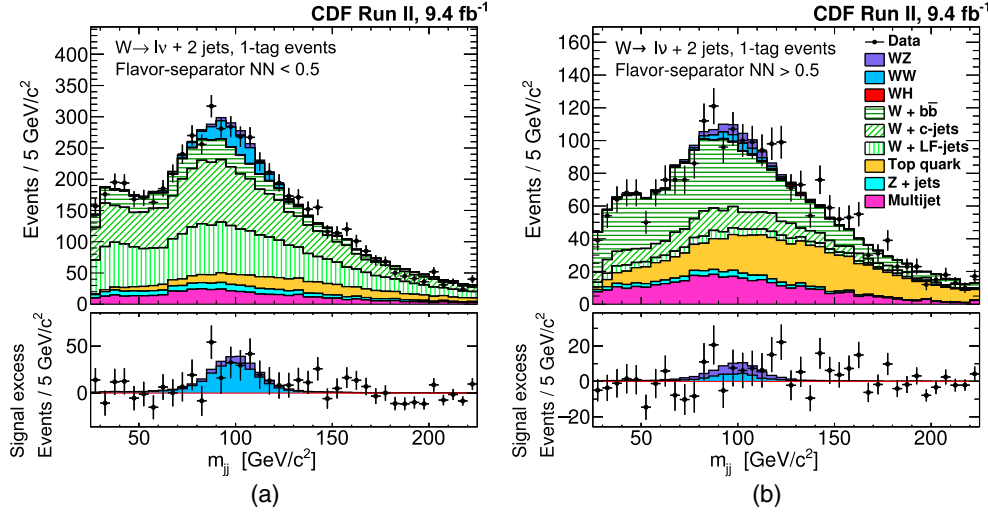 CDF Run II, 9.4 fb⁻¹
W→ lν + 2 jets, 1-tag events
Flavor-separator NN < 0.5
Events / 5 GeV/c²
400
350
300
250
200
150
100
50
0
Signal excess
Events / 5 GeV/c²
50
0
50
100
150
200
m_jj [GeV/c²]
(a)
CDF Run II, 9.4 fb⁻¹
W→ lν + 2 jets, 1-tag events
Flavor-separator NN > 0.5
Data
WZ
WW
WH
W + bb̅
W + c-jets
W + LF-jets
Top quark
Z + jets
Multijet
Events / 5 GeV/c²
160
140
120
100
80
60
40
20
0
Signal excess
Events / 5 GeV/c²
20
0
−20
50
100
150
200
m_jj [GeV/c²]
(b)